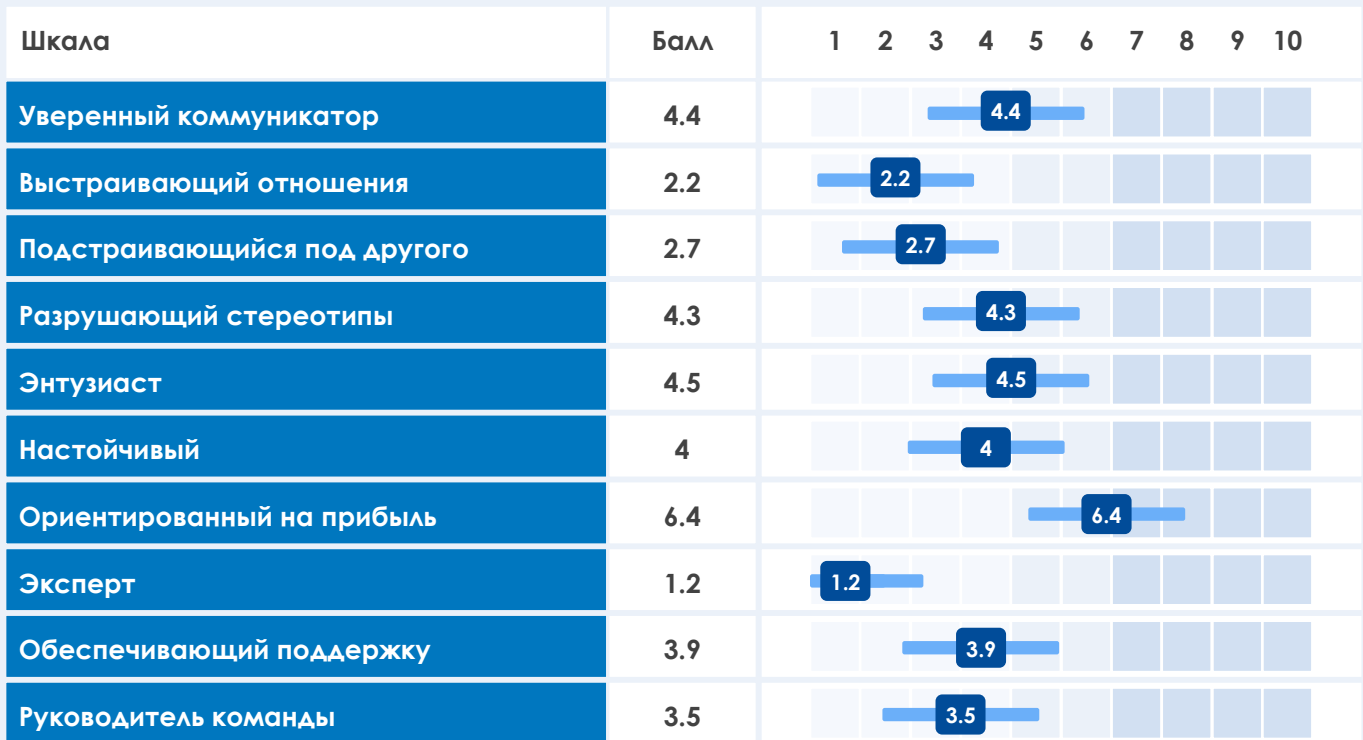 Шкала Балл 1 2 3 4 5 6 7 8 9 10
Уверенный коммуникатор 4.4 4.4
Выстраивающий отношения 2.2 2.2
Подстраивающийся под другого 2.7 2.7
Разрушающий стереотипы 4.3 4.3
Энтузиаст 4.5 4.5
Настойчивый 4 4
Ориентированный на прибыль 6.4 6.4
Эксперт 1.2 1.2
Обеспечивающий поддержку 3.9 3.9
Руководитель команды 3.5 3.5